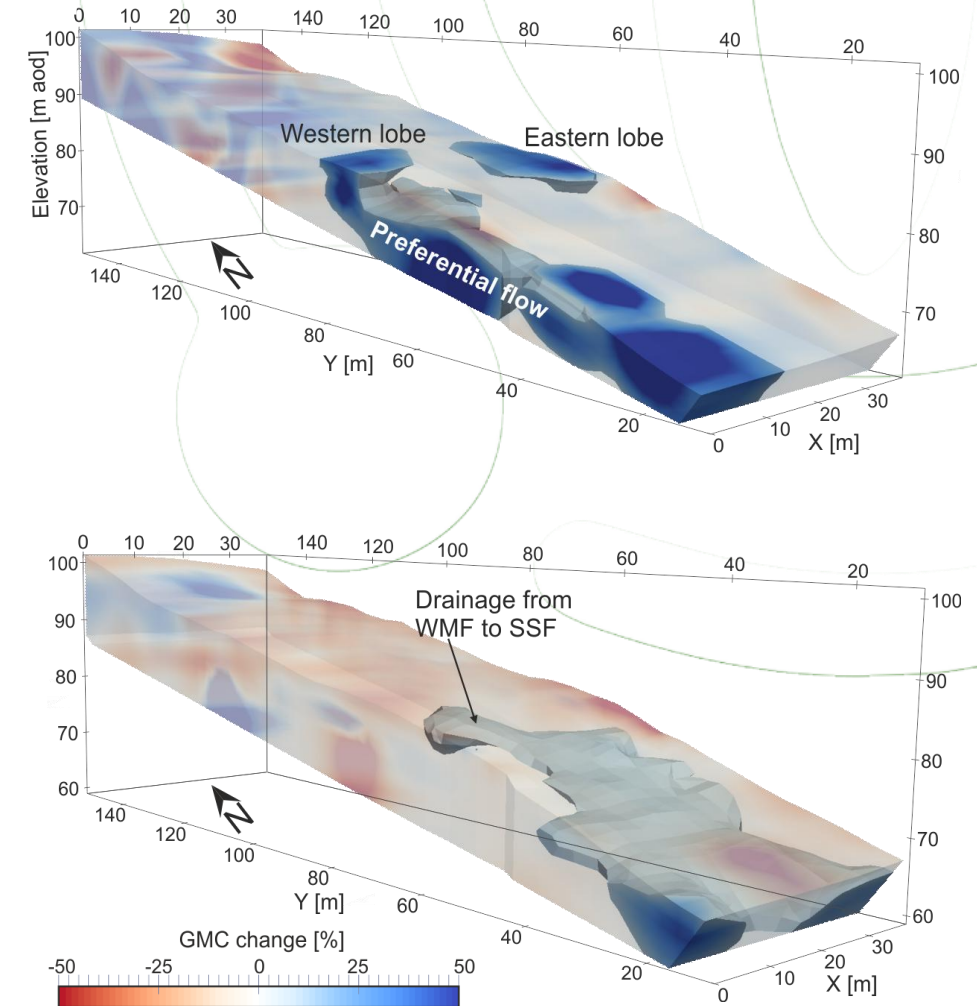 0 10 20 30 140 120 100 80 60 40 20
100
90
80
70
Elevation [m aod]
100
90
80
70
Western lobe
Eastern lobe
Preferential flow
N
140 120 100 80 60 40 20
Y [m]
0 10 20 30
X [m]
0 10 20 30 140 120 100 80 60 40 20
100
90
80
70
60
100
90
80
70
60
Drainage from
WMF to SSF
N
140 120 100 80 60 40 20
Y [m]
0 10 20 30
X [m]
GMC change [%]
-50 -25 0 25 50